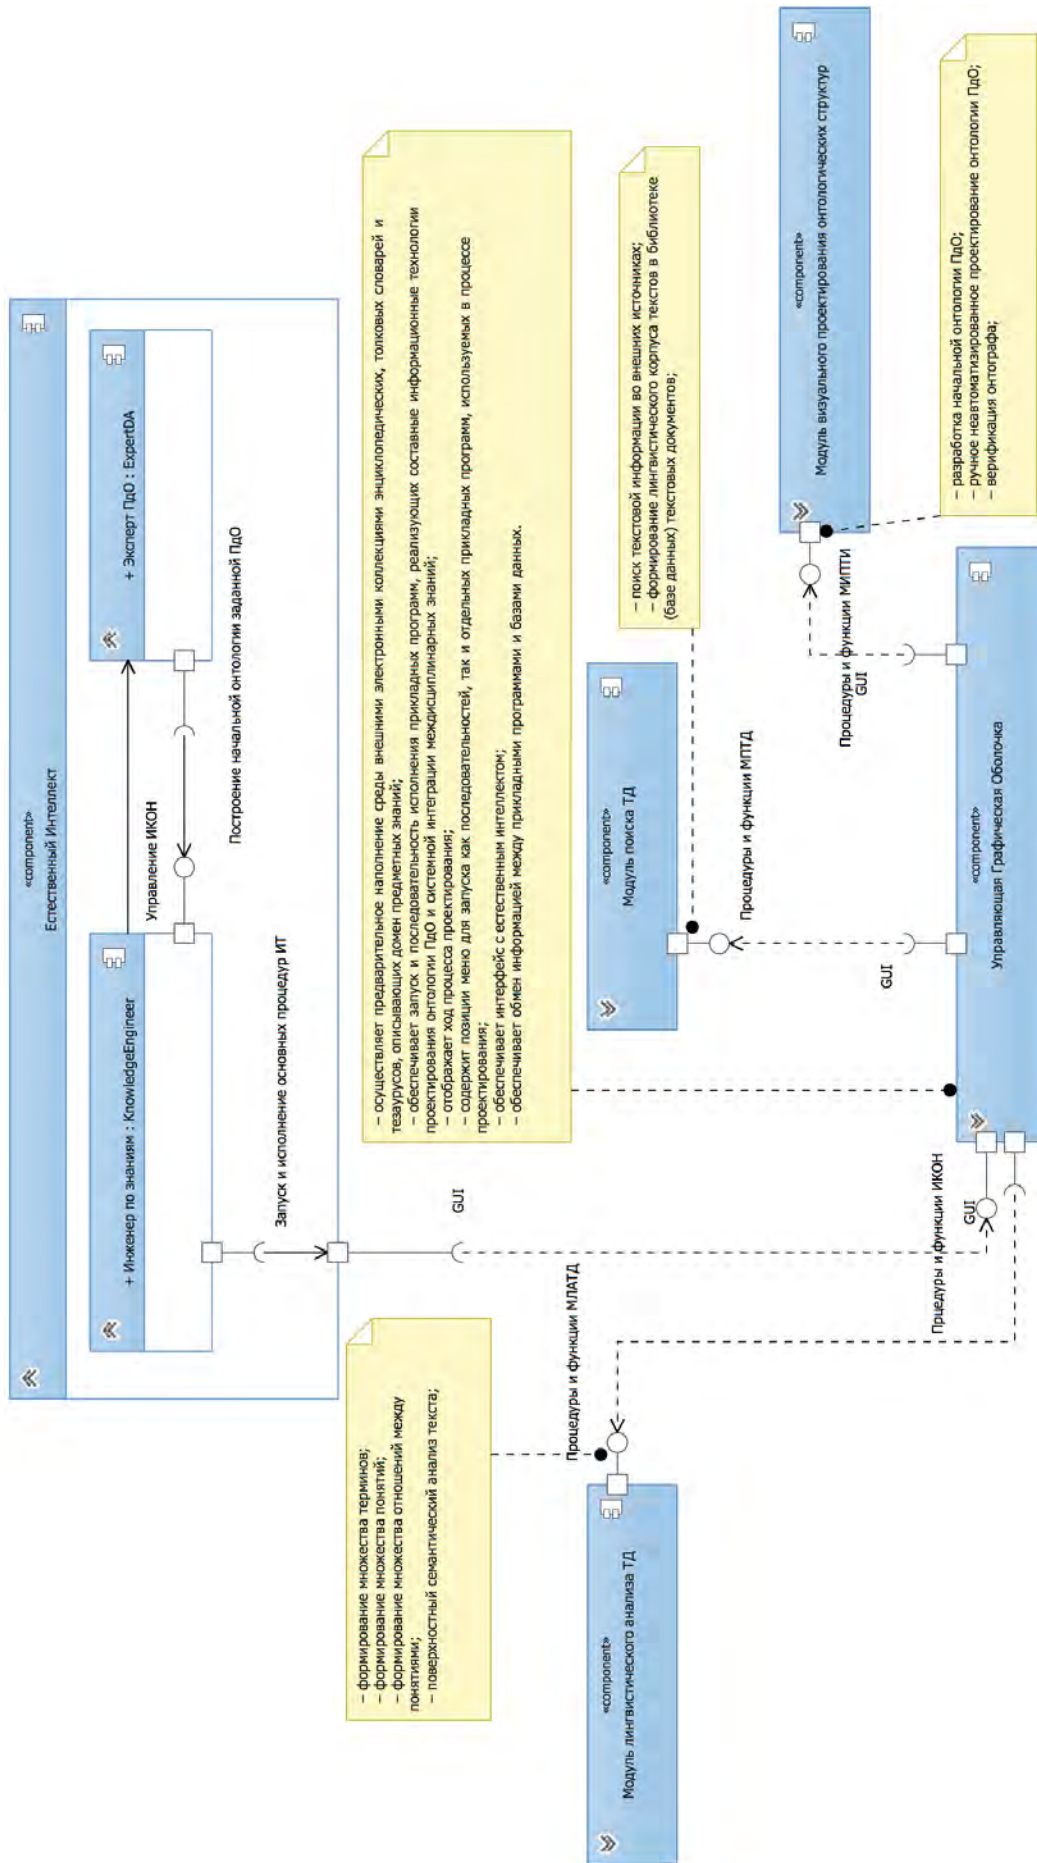 «component»
Естественный Интеллект
+ Инженер по знаниям : KnowledgeEngineer
+ Эксперт ПдО : ExpertDA
Управление ИКОН
Построение начальной онтологии заданной ПдО
Запуск и исполнение основных процедур ИТ
– формирование множества терминов;
– формирование множества понятий;
– формирование множества отношений между
понятиями;
– поверхностный семантический анализ текста;
– осуществляет предварительное наполнение среды внешними электронными коллекциями энциклопедических, толковых словарей и
тезаурусов, описывающих домен предметных знаний;
– обеспечивает запуск и последовательность исполнения прикладных программ, реализующих составные информационные технологии
проектирования онтологии ПдО и системной интеграции междисциплинарных знаний;
– отображает ход процесса проектирования;
– содержит позиции меню для запуска как последовательностей, так и отдельных прикладных программ, используемых в процессе
проектирования;
– обеспечивает интерфейс с естественным интеллектом;
– обеспечивает обмен информацией между прикладными программами и базами данных.
GUI
Процедуры и функции МЛАТД
«component»
Модуль лингвистического анализа ТД
«component»
Модуль поиска ТД
– поиск текстовой информации во внешних источниках;
– формирование лингвистического корпуса текстов в библиотеке
(базе данных) текстовых документов;
Процедуры и функции МПТД
GUI
«component»
Модуль визуального проектирования онтологических структур
Процедуры и функции МИПТИ
GUI
– разработка начальной онтологии ПдО;
– ручное неавтоматизированное проектирование онтологии ПдО;
– верификация онтографа;
Прцедуры и функции ИКОН
GUI
«component»
Управляющая Графическая Оболочка